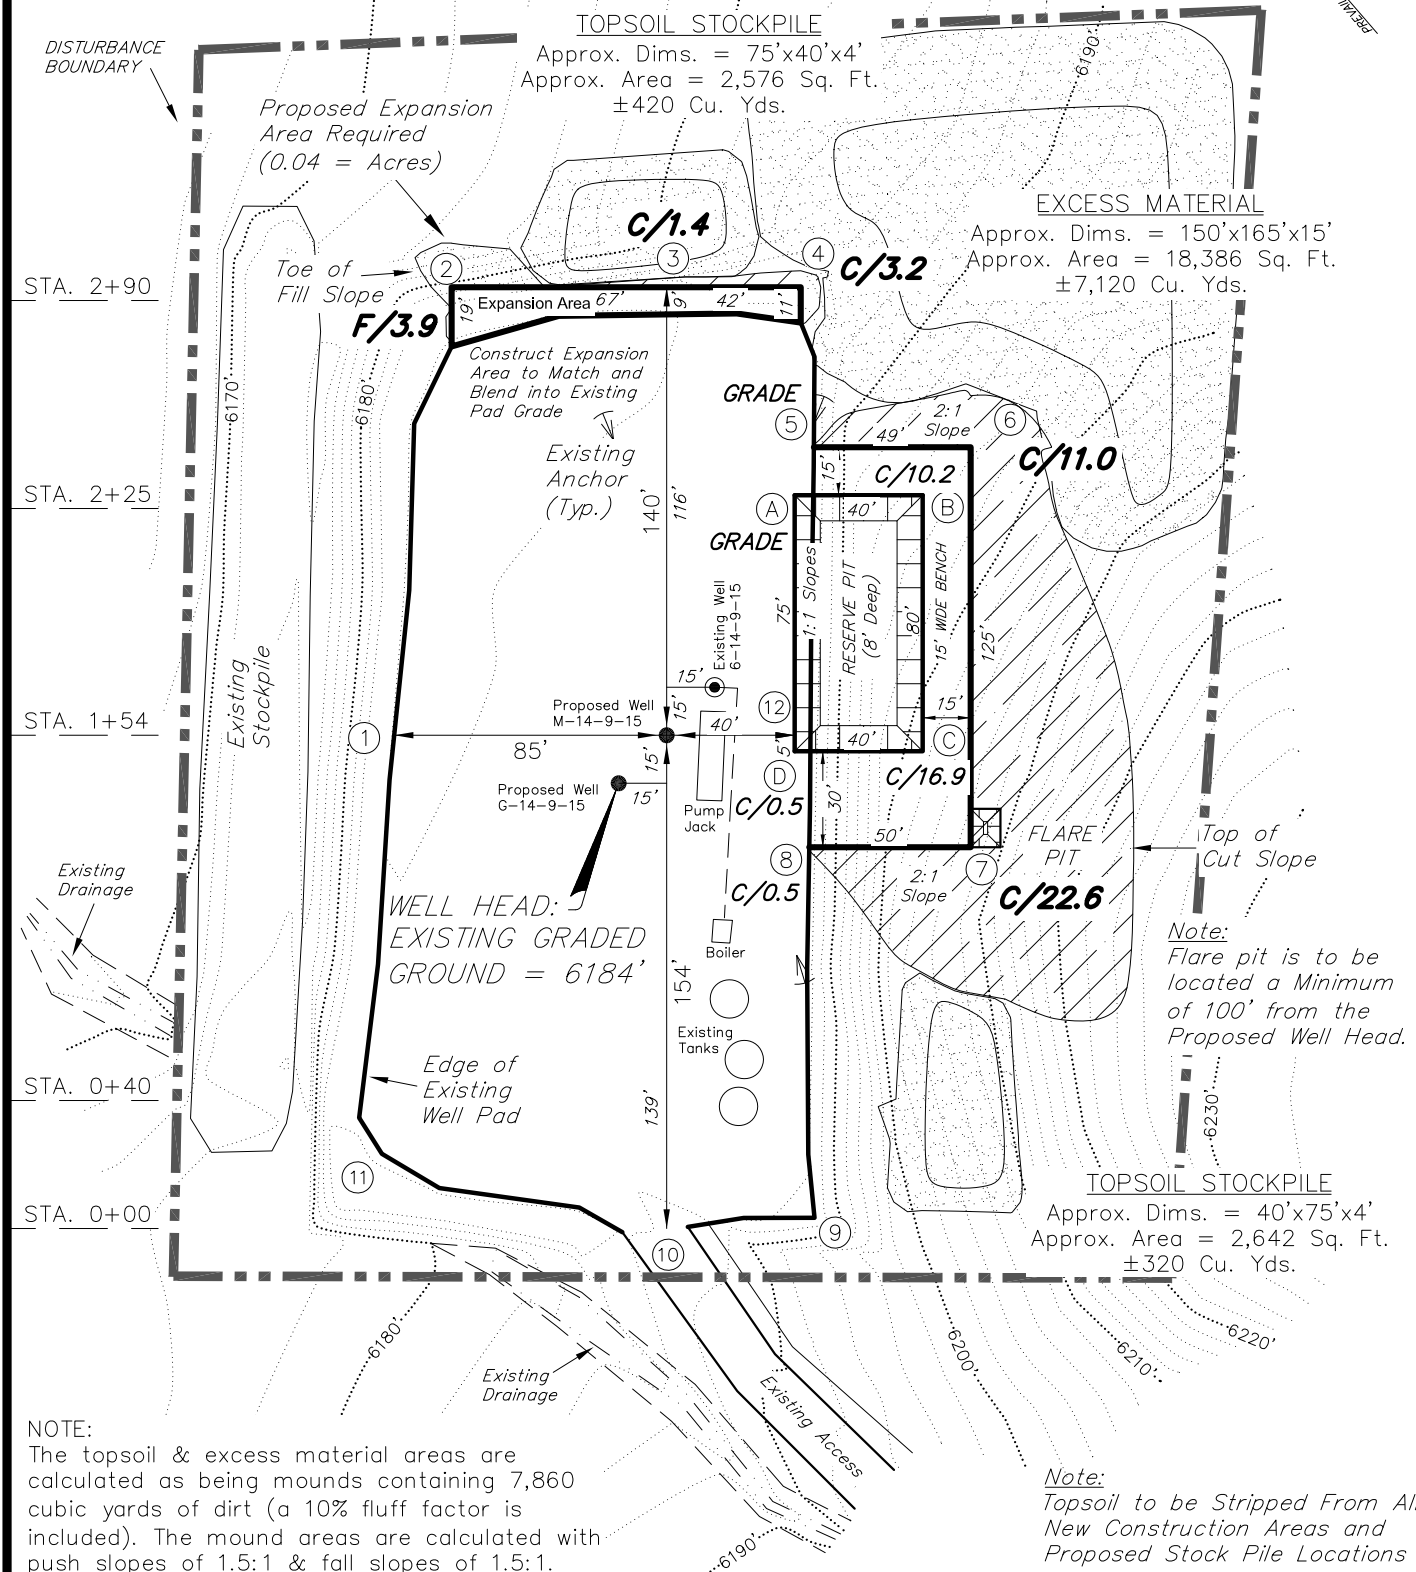 TOPSOIL STOCKPILE
Approx. Dims. = 75'x40'x4'
Approx. Area = 2,576 Sq. Ft.
±420 Cu. Yds.
DISTURBANCE
BOUNDARY
Proposed Expansion
Area Required
(0.04 = Acres)
6190'
EXCESS MATERIAL
Approx. Dims. = 150'x165'x15'
Approx. Area = 18,386 Sq. Ft.
±7,120 Cu. Yds.
C/1.4
3
4
C/3.2
2
Toe of
Fill Slope
F/3.9
STA. 2+90
19'
Expansion Area
67'
9'
42'
11'
Construct Expansion
Area to Match and
Blend into Existing
Pad Grade
6170'
6180'
GRADE
5
2:1
Slope
6
49'
C/11.0
Existing
Anchor
(Typ.)
15'
C/10.2
STA. 2+25
140'
116'
A
40'
B
GRADE
1:1 Slopes
RESERVE PIT
(8' Deep)
75'
80'
15' WIDE BENCH
125'
Existing Well
6-14-9-15
15'
15'
Existing
Stockpile
Proposed Well
M-14-9-15
12
15'
STA. 1+54
1
85'
40'
5'
40'
C
15'
D
C/16.9
Proposed Well
G-14-9-15
15'
Pump
Jack
C/0.5
30'
50'
FLARE
PIT
Top of
Cut Slope
8
7
2:1
Slope
C/0.5
C/22.6
Existing
Drainage
WELL HEAD:
EXISTING GRADED
GROUND = 6184'
Boiler
154'
Note:
Flare pit is to be
located a Minimum
of 100' from the
Proposed Well Head.
Existing
Tanks
Edge of
Existing
Well Pad
STA. 0+40
139'
6230'
11
TOPSOIL STOCKPILE
Approx. Dims. = 40'x75'x4'
Approx. Area = 2,642 Sq. Ft.
±320 Cu. Yds.
STA. 0+00
9
10
6180'
6200'
6210'
6220'
Existing
Drainage
Existing Access
6190'
NOTE:
The topsoil & excess material areas are
calculated as being mounds containing 7,860
cubic yards of dirt (a 10% fluff factor is
included). The mound areas are calculated with
push slopes of 1.5:1 & fall slopes of 1.5:1.
Note:
Topsoil to be Stripped From
New Construction Areas and
Proposed Stock Pile Locations